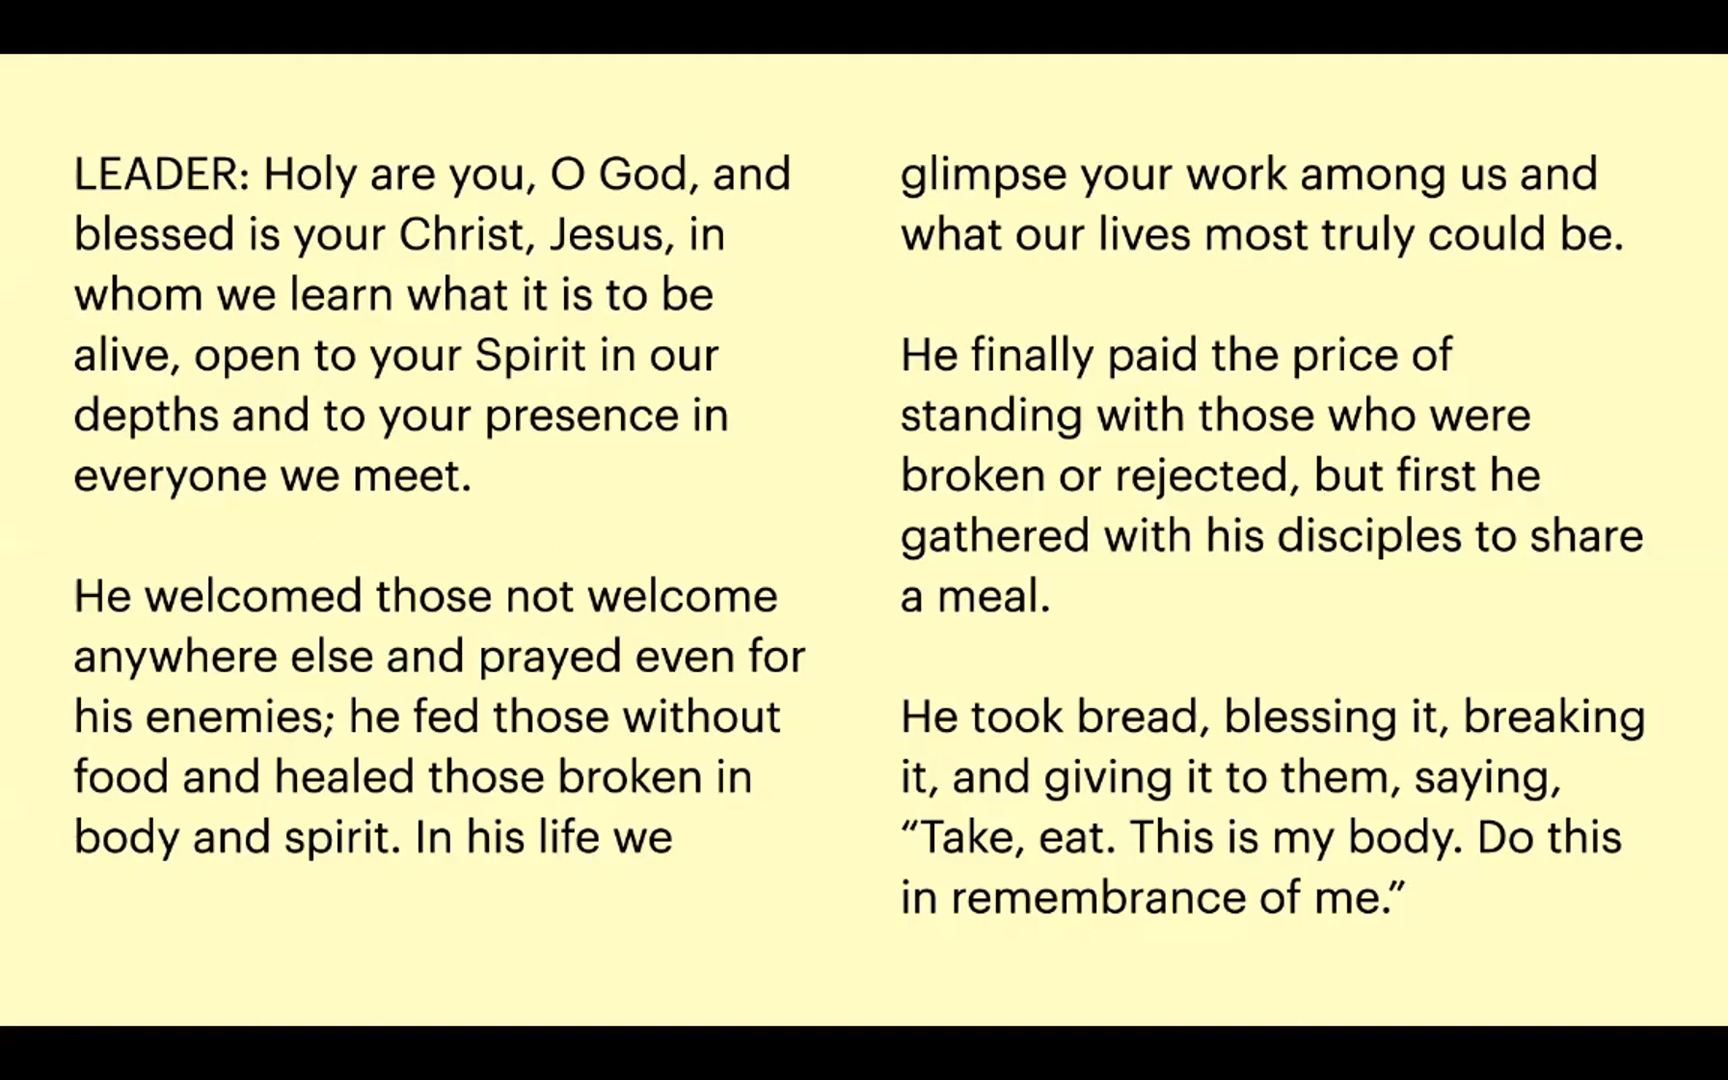 LEADER: Holy are you, O God, and
blessed is your Christ, Jesus, in
whom we learn what it is to be
alive, open to your Spirit in our
depths and to your presence in
everyone we meet.
He welcomed those not welcome
anywhere else and prayed even for
his enemies; he fed those without
food and healed those broken in
body and spirit. In his life we
glimpse your work among us and
what our lives most truly could be.
He finally paid the price of
standing with those who were
broken or rejected, but first he
gathered with his disciples to share
a meal.
He took bread, blessing it, breaking
it, and giving it to them, saying,
“Take, eat. This is my body. Do this
in remembrance of me.”